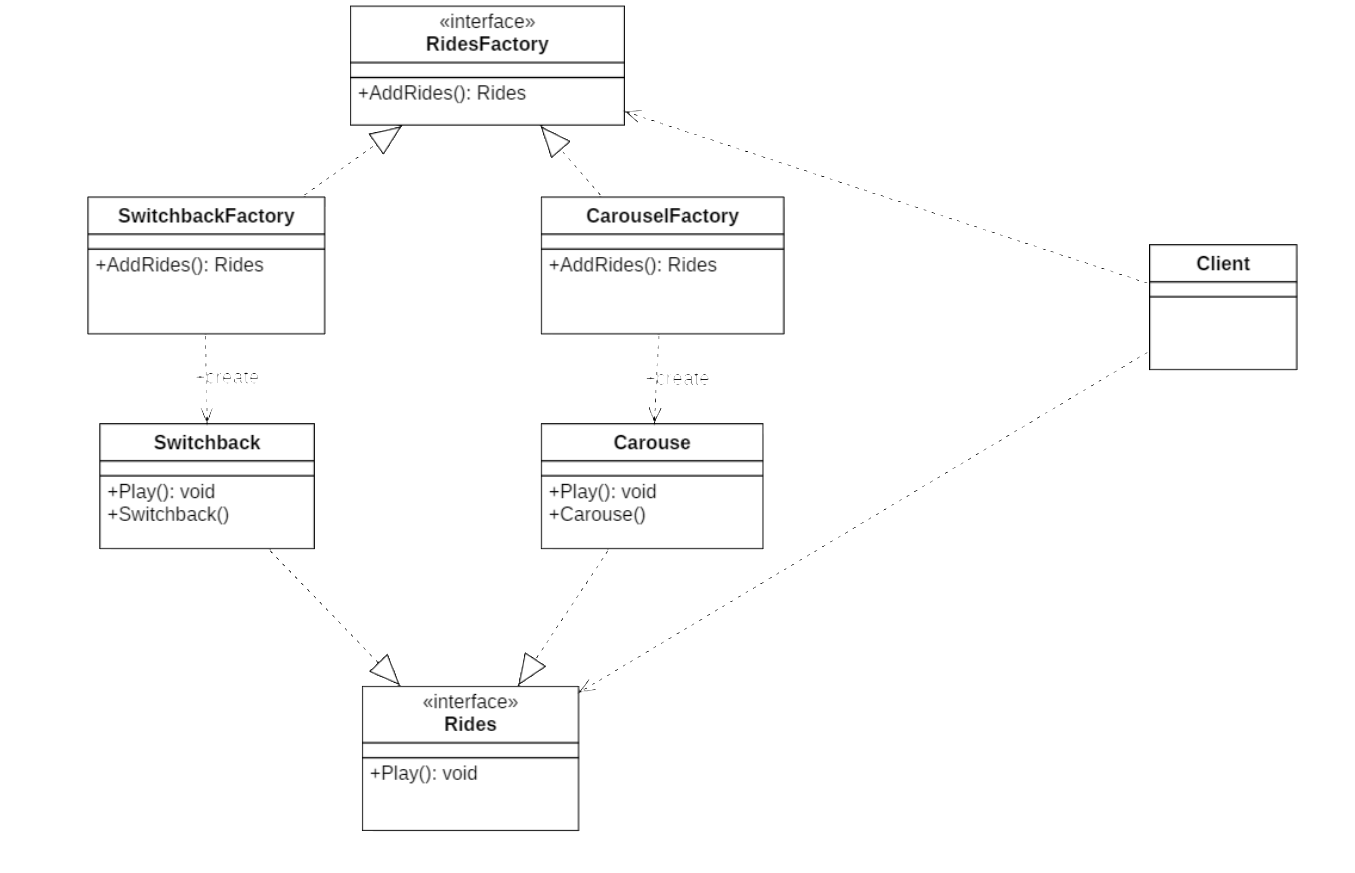 «interface»
RidesFactory
+AddRides(): Rides
SwitchbackFactory
+AddRides(): Rides
CarouselFactory
+AddRides(): Rides
Client
+create
+create
Switchback
+Play(): void
+Switchback()
Carouse
+Play(): void
+Carouse()
«interface»
Rides
+Play(): void